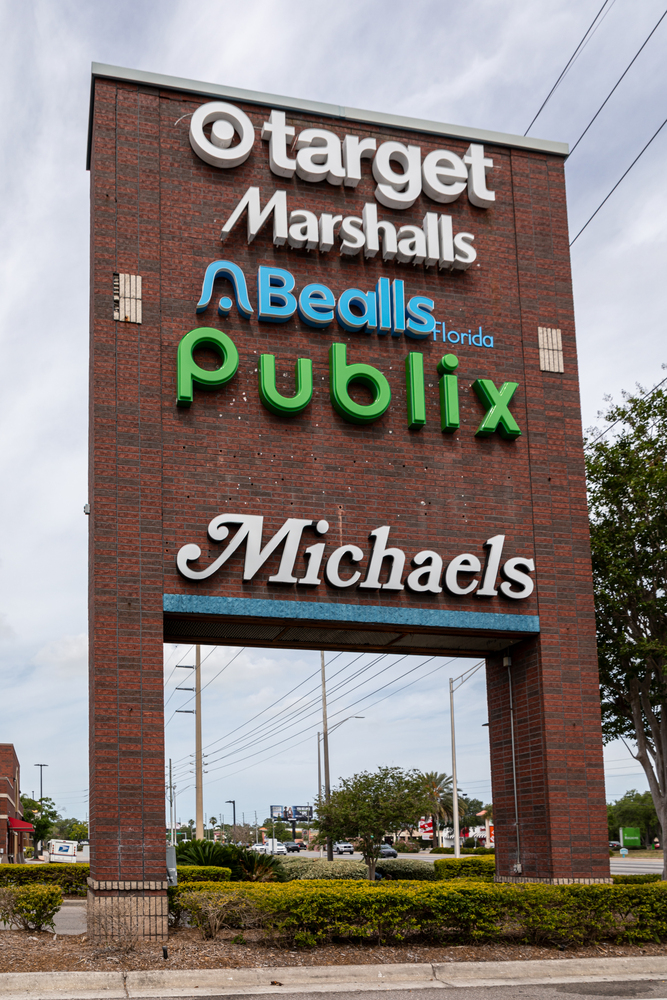 target
Marshalls
Bealls
Florida
Publix
Michaels